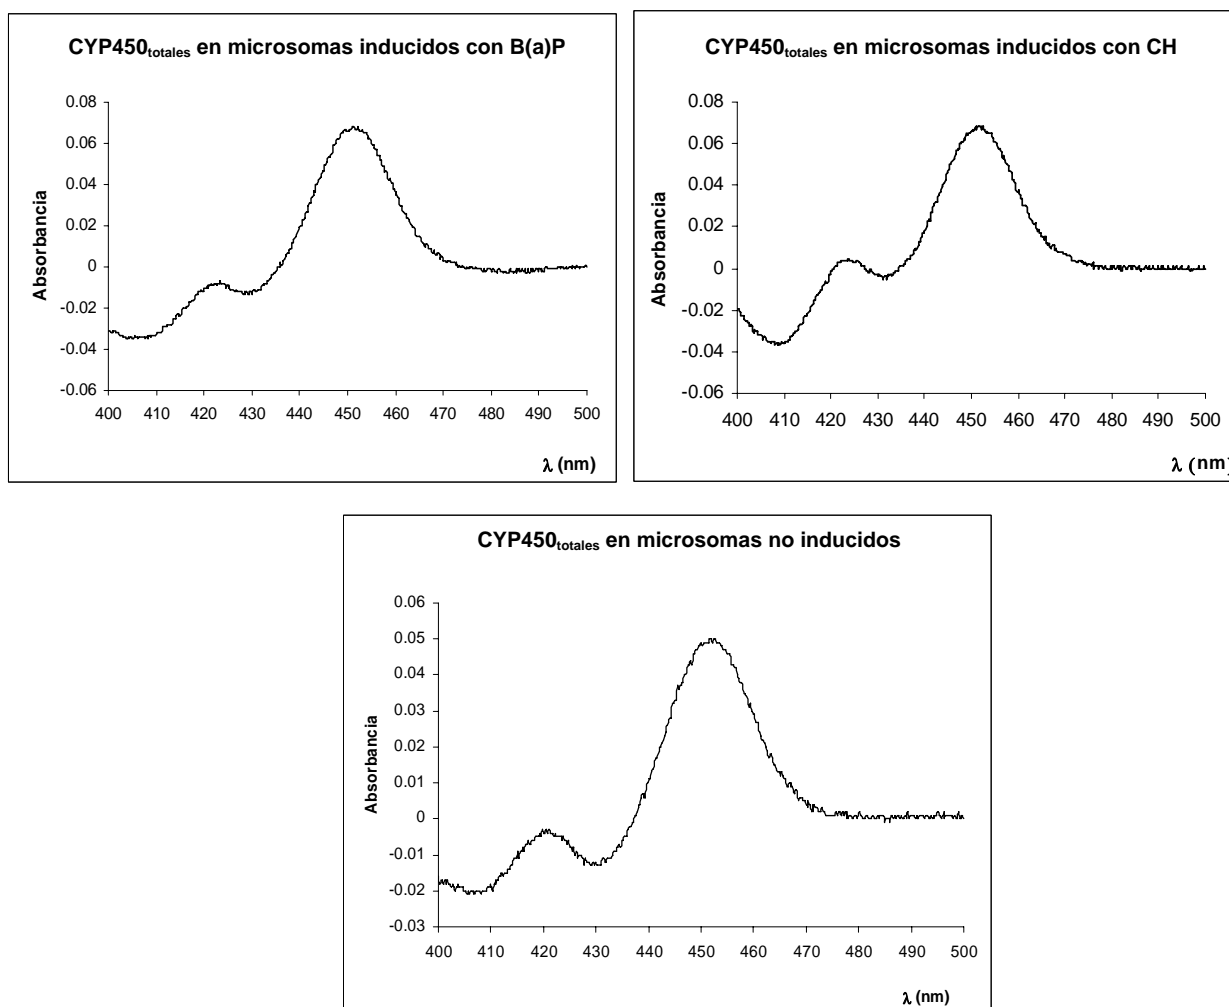 CYP450totales en microsomas inducidos con B(a)P
0.08
0.06
0.04
0.02
0
-0.02
-0.04
-0.06
Absorbancia
400 410 420 430 440 450 460 470 480 490 500
λ (nm)
CYP450totales en microsomas inducidos con CH
0.08
0.06
0.04
0.02
0
-0.02
-0.04
-0.06
Absorbancia
400 410 420 430 440 450 460 470 480 490 500
λ (nm)
CYP450totales en microsomas no inducidos
0.06
0.05
0.04
0.03
0.02
0.01
0
-0.01
-0.02
-0.03
Absorbancia
400 410 420 430 440 450 460 470 480 490 500
λ (nm)